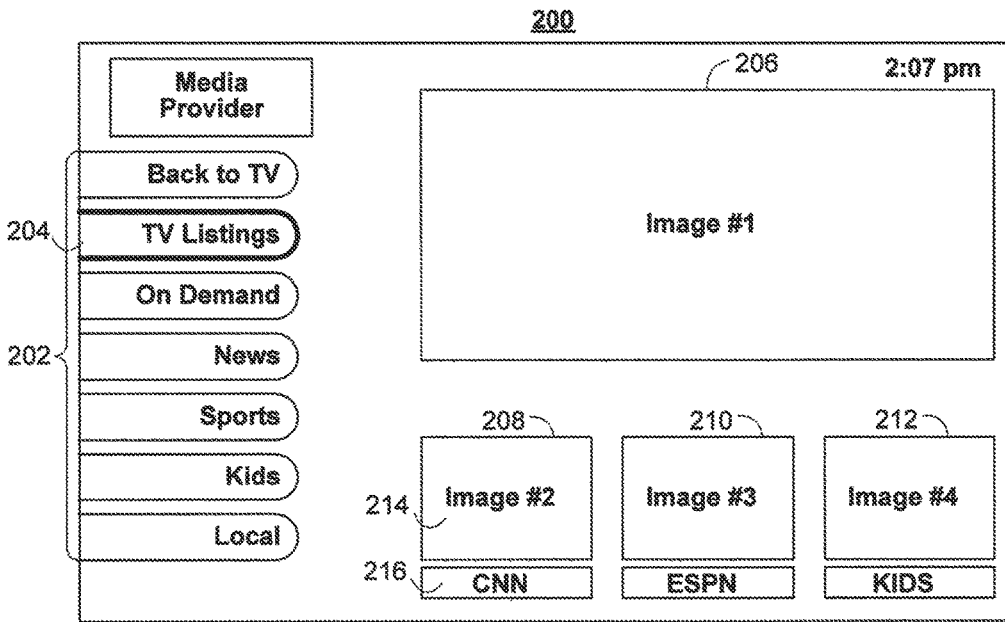 200
Media
Provider
206
2:07 pm
Back to TV
204
TV Listings
Image #1
On Demand
202
News
Sports
208
210
212
Kids
Image #2
Image #3
Image #4
214
Local
216
CNN
ESPN
KIDS